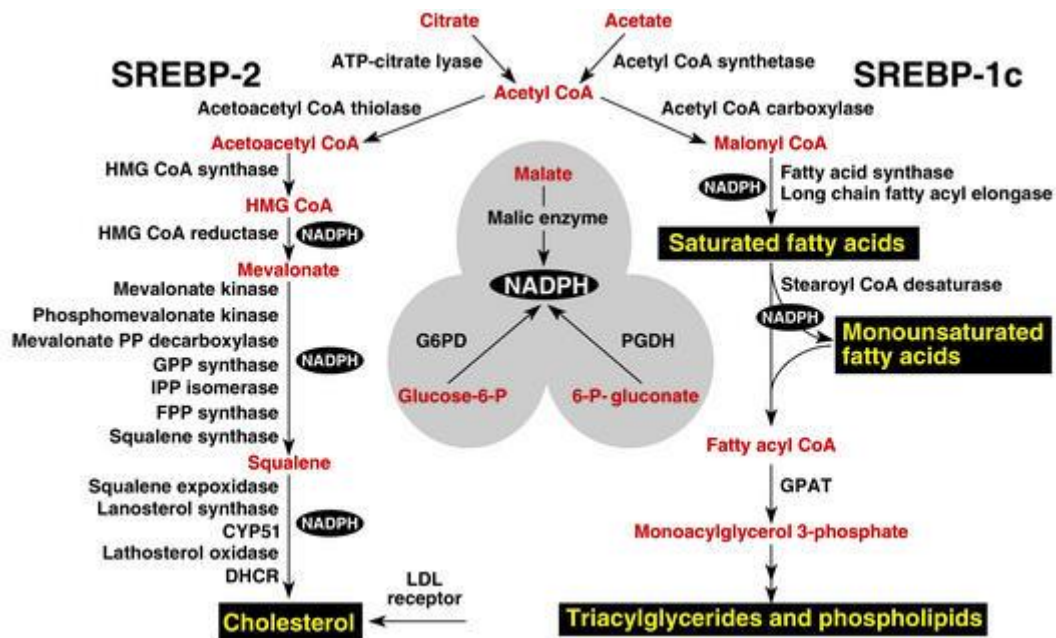 Citrate
Acetate
SREBP-2
ATP-citrate lyase
Acetyl CoA synthetase
SREBP-1c
Acetyl CoA
Acetoacetyl CoA thiolase
Acetyl CoA carboxylase
Acetoacetyl CoA
Malonyl CoA
HMG CoA synthase
NADPH
Fatty acid synthase
Long chain fatty acyl elongase
HMG CoA
HMG CoA reductase
NADPH
Saturated fatty acids
Mevalonate
Mevalonate kinase
Phosphomevalonate kinase
Mevalonate PP decarboxylase
GPP synthase
NADPH
IPP isomerase
FPP synthase
Squalene synthase
Squalene
Squalene expoxidase
Lanosterol synthase
NADPH
CYP51
Lathosterol oxidase
DHCR
Cholesterol
LDL
receptor
Malate
Malic enzyme
NADPH
G6PD
PGDH
Glucose-6-P
6-P-gluconate
Stearoyl CoA desaturase
NADPH
Monounsaturated
fatty acids
Fatty acyl CoA
GPAT
Monoacylglycerol 3-phosphate
Triacylglycerides and phospholipids